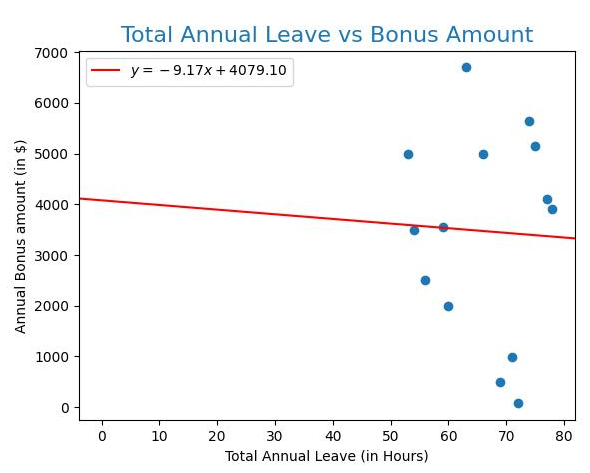 Total Annual Leave vs Bonus Amount
7000
6000
5000
4000
3000
2000
1000
0
Annual Bonus amount (in $)
y = −9.17x + 4079.10
0 10 20 30 40 50 60 70 80
Total Annual Leave (in Hours)